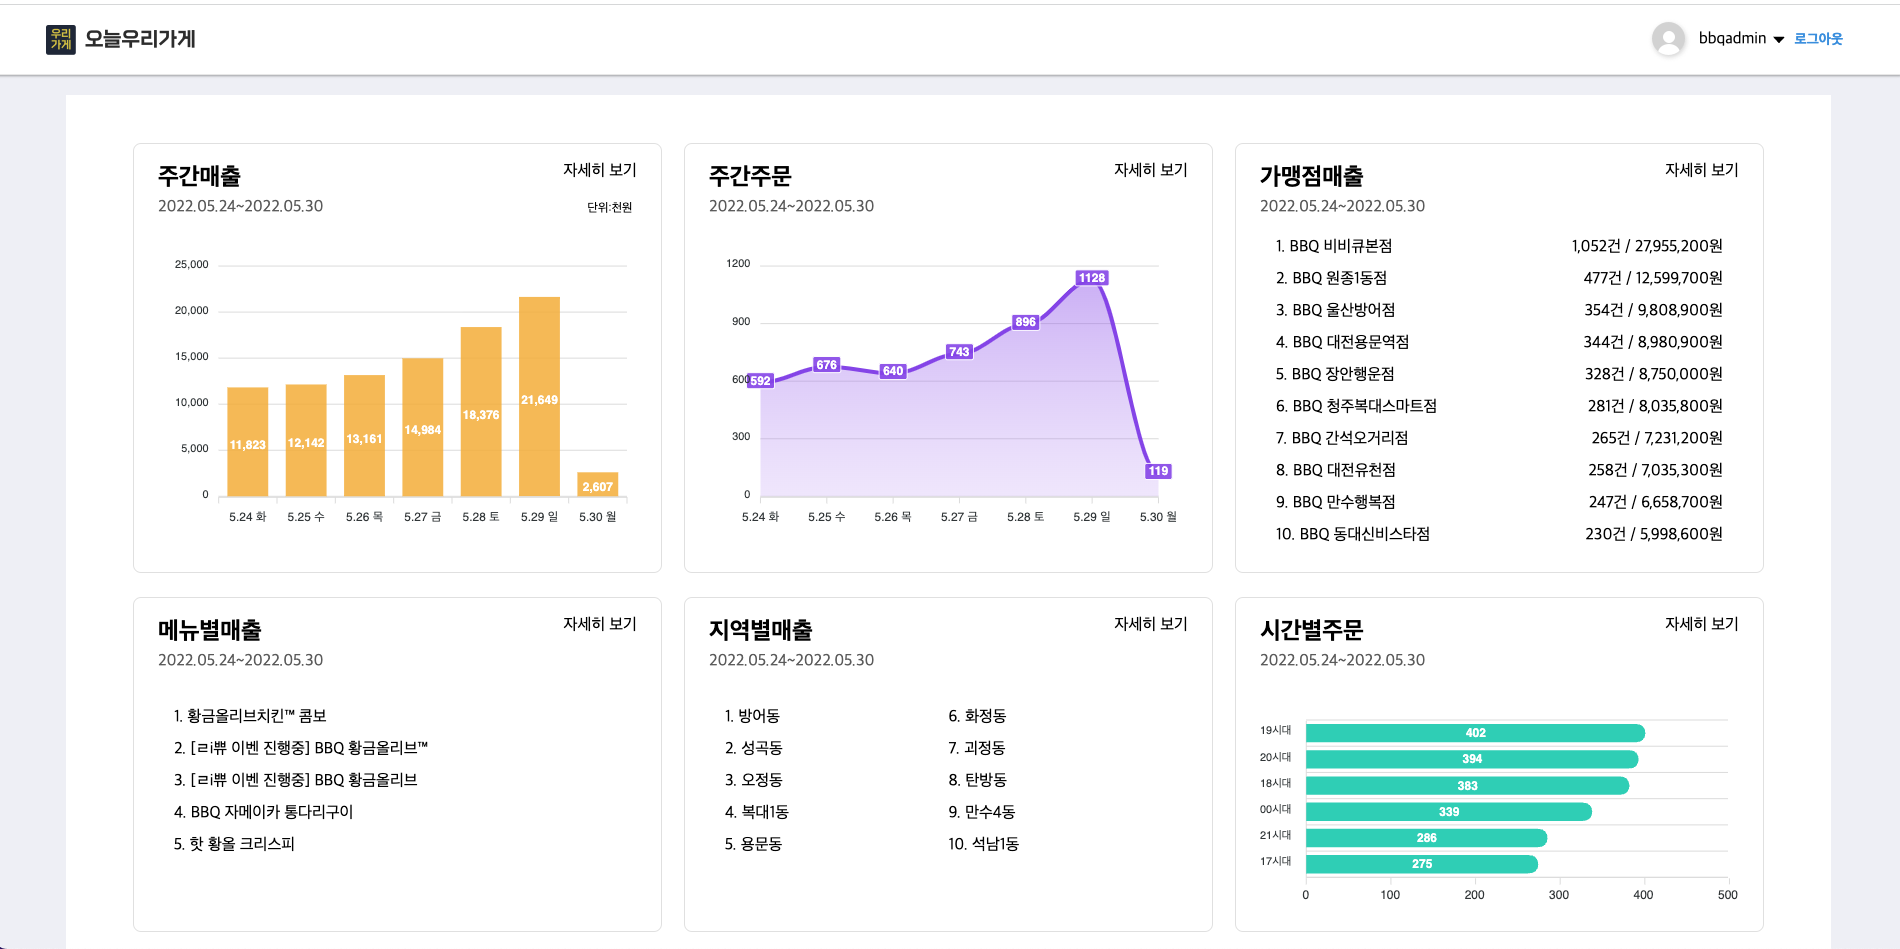 우리
가게
오늘우리가게
bbqadmin
로그아웃
주간매출
자세히 보기
2022.05.24~2022.05.30
단위:천원
25,000
20,000
15,000
10,000
5,000
0
11,823
12,142
13,161
14,984
18,376
21,649
2,607
5.24 화
5.25 수
5.26 목
5.27 금
5.28 토
5.29 일
5.30 월
주간주문
자세히 보기
2022.05.24~2022.05.30
1200
900
600
300
0
592
676
640
743
896
1128
119
5.24 화
5.25 수
5.26 목
5.27 금
5.28 토
5.29 일
5.30 월
가맹점매출
자세히 보기
2022.05.24~2022.05.30
1. BBQ 비비큐본점 1,052건 / 27,955,200원
2. BBQ 원종1동점 477건 / 12,599,700원
3. BBQ 울산방어점 354건 / 9,808,900원
4. BBQ 대전용문역점 344건 / 8,980,900원
5. BBQ 장안행운점 328건 / 8,750,000원
6. BBQ 청주복대스마트점 281건 / 8,035,800원
7. BBQ 간석오거리점 265건 / 7,231,200원
8. BBQ 대전유천점 258건 / 7,035,300원
9. BBQ 만수행복점 247건 / 6,658,700원
10. BBQ 동대신비스타점 230건 / 5,998,600원
메뉴별매출
자세히 보기
2022.05.24~2022.05.30
1. 황금올리브치킨™ 콤보
2. [ㄹi쀼 이벤 진행중] BBQ 황금올리브™
3. [ㄹi쀼 이벤 진행중] BBQ 황금올리브
4. BBQ 자메이카 통다리구이
5. 핫 황올 크리스피
지역별매출
자세히 보기
2022.05.24~2022.05.30
1. 방어동
2. 성곡동
3. 오정동
4. 복대1동
5. 용문동
6. 화정동
7. 괴정동
8. 탄방동
9. 만수4동
10. 석남1동
시간별주문
자세히 보기
2022.05.24~2022.05.30
19시대 402
20시대 394
18시대 383
00시대 339
21시대 286
17시대 275
0
100
200
300
400
500